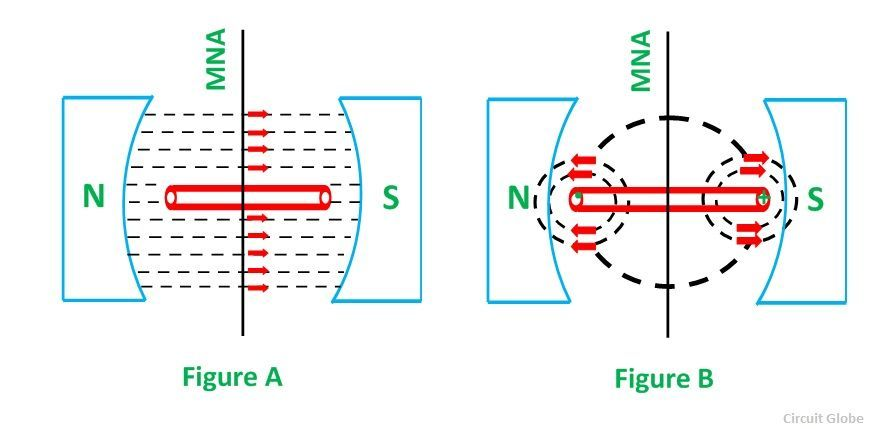 MNA
N
S
Figure A
MNA
N
S
+
Figure B
Circuit Globe